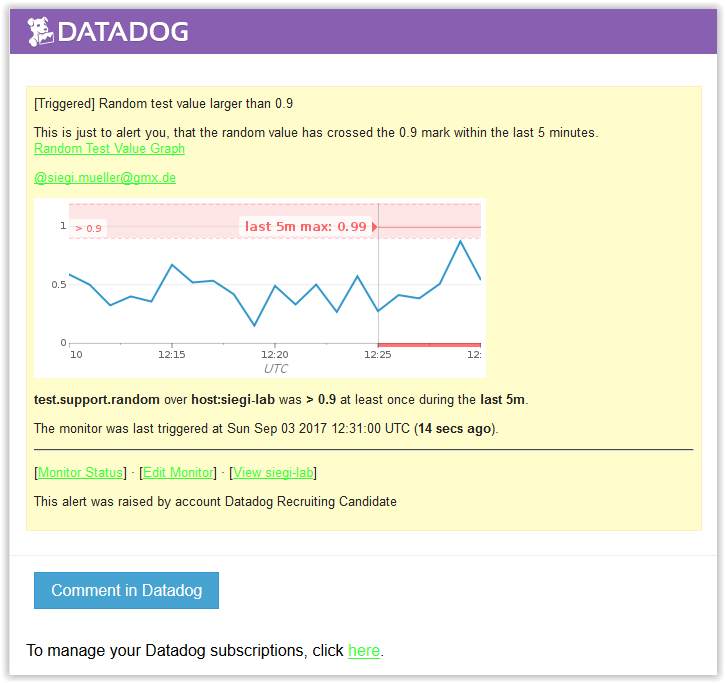 DATADOG
[Triggered] Random test value larger than 0.9
This is just to alert you, that the random value has crossed the 0.9 mark within the last 5 minutes.
Random Test Value Graph
@siegi.mueller@gmx.de
1
> 0.9
last 5m max: 0.99
0.5
0
10
12:15
12:20
12:25
12:
UTC
test.support.random over host:siegi-lab was > 0.9 at least once during the last 5m.
The monitor was last triggered at Sun Sep 03 2017 12:31:00 UTC (14 secs ago).
[Monitor Status] · [Edit Monitor] · [View siegi-lab]
This alert was raised by account Datadog Recruiting Candidate
Comment in Datadog
To manage your Datadog subscriptions, click here.